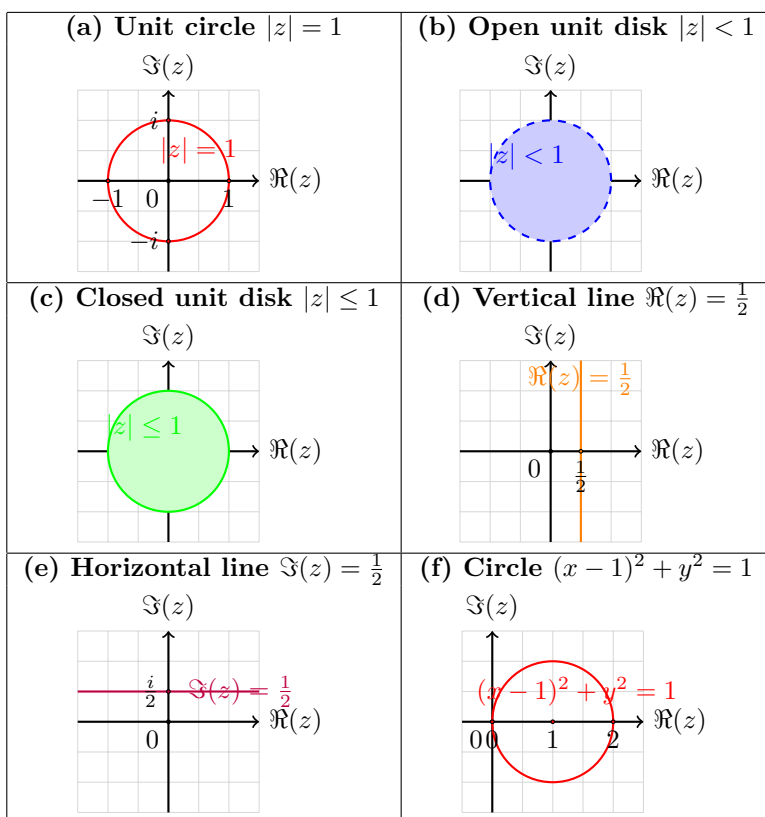 (a) Unit circle |z| = 1
ℑ(z)
i
|z| = 1
ℜ(z)
−1 0 1
−i
(b) Open unit disk |z| < 1
ℑ(z)
|z| < 1
ℜ(z)
(c) Closed unit disk |z| ≤ 1
ℑ(z)
|z| ≤ 1
ℜ(z)
(d) Vertical line ℜ(z) = 1/2
ℑ(z)
ℜ(z) = 1/2
ℜ(z)
0 1/2
(e) Horizontal line ℑ(z) = 1/2
ℑ(z)
i/2 ℑ(z) = 1/2
ℜ(z)
0
(f) Circle (x − 1)² + y² = 1
ℑ(z)
(x − 1)² + y² = 1
ℜ(z)
0 0 1 2